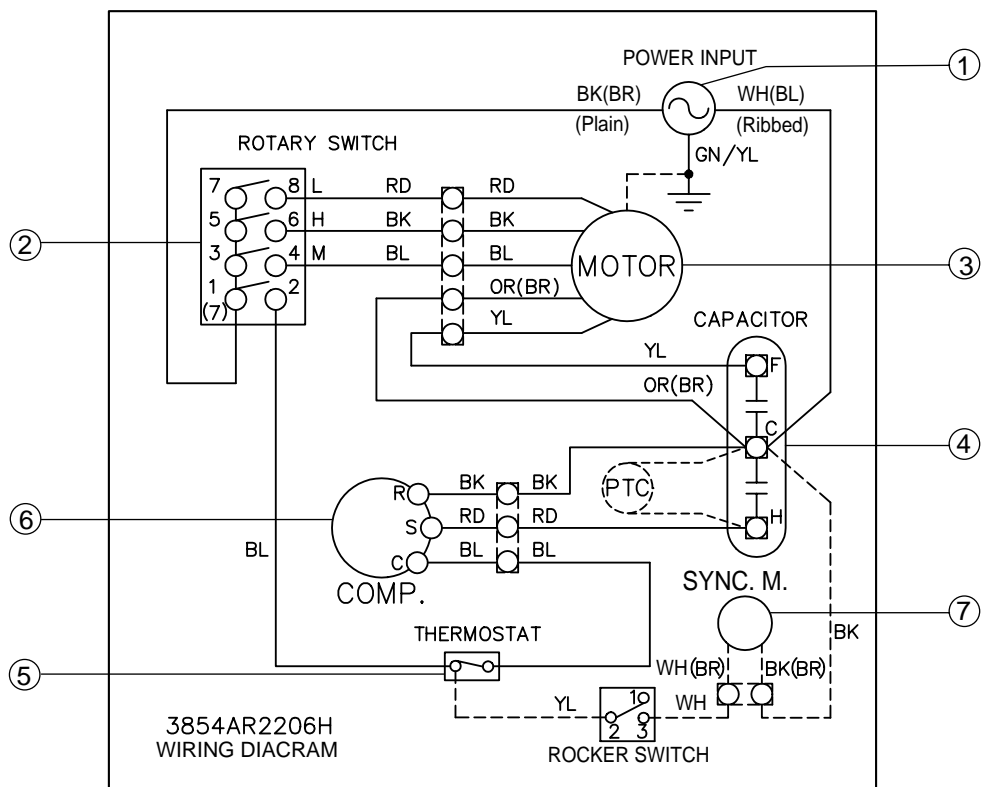 POWER INPUT
1
BK(BR)
WH(BL)
(Plain)
(Ribbed)
ROTARY SWITCH
GN/YL
7
8
L
RD
RD
5
6
H
BK
BK
2
3
4
M
BL
BL
MOTOR
3
1
2
OR(BR)
(7)
YL
CAPACITOR
YL
F
OR(BR)
C
4
R
BK
BK
PTC
6
S
RD
RD
H
BL
C
BL
BL
COMP.
SYNC. M.
7
THERMOSTAT
BK
5
WH(BR)
BK(BR)
YL
1
WH
2
3
3854AR2206H
WIRING DIACRAM
ROCKER SWITCH